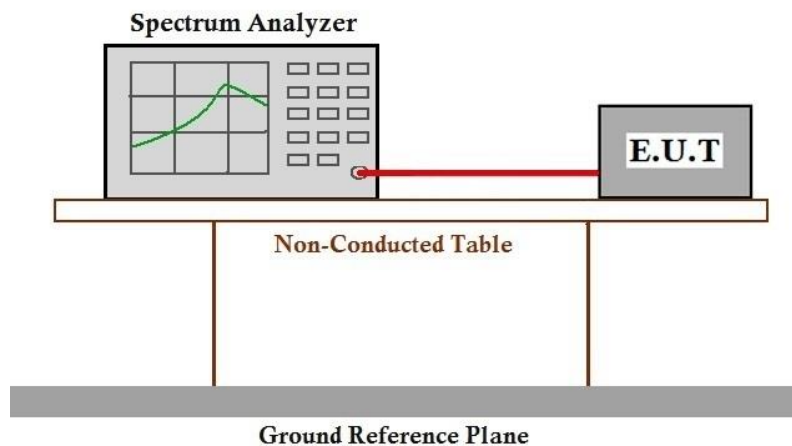 Spectrum Analyzer
E.U.T
Non-Conducted Table
Ground Reference Plane